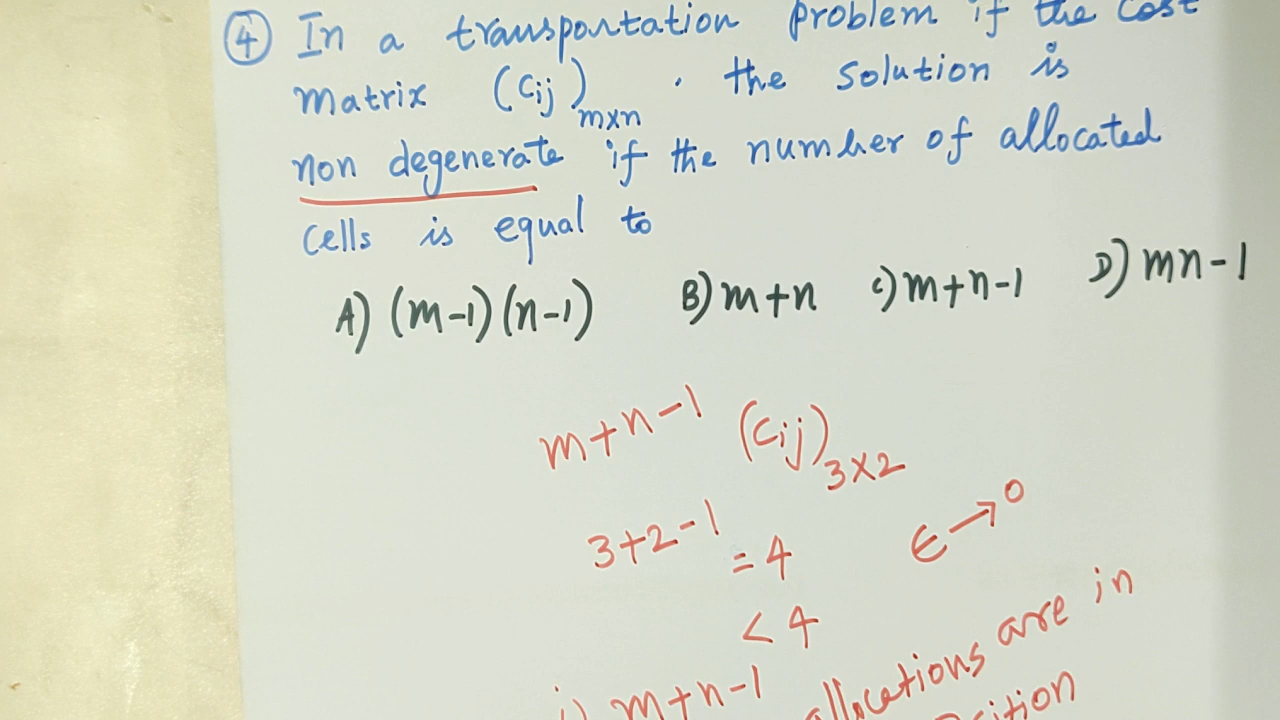 ④ In a transportation problem if the cost
matrix (Cij)m×n . the solution is
non degenerate if the number of allocated
cells is equal to
A) (m-1)(n-1) B) m+n C) m+n-1 D) mn-1
m+n-1 (Cij)3×2
3+2-1 = 4 ∈→0
< 4
i) m+n-1 allocations are in